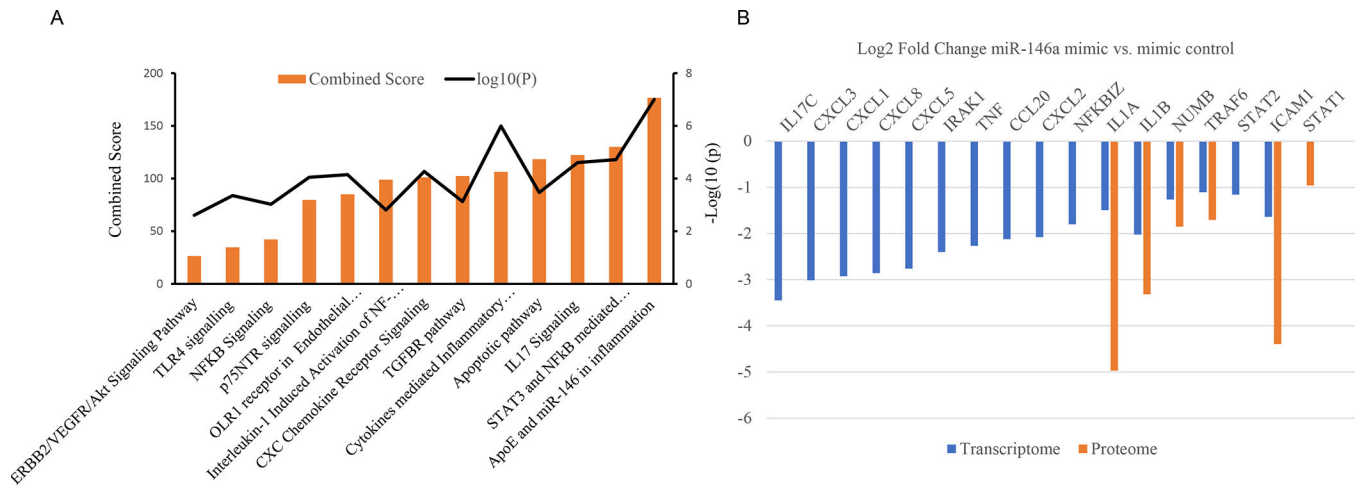 A
Combined Score
log10(P)
200
150
100
50
0
Combined Score
8
6
4
2
0
-Log(10 (p)
ERBB2/VEGFR/Akt Signaling Pathway
TLR4 signalling
NFKB Signaling
p75NTR signalling
OLR1 receptor in Endothelial…
Interleukin-1 Induced Activation of NF-…
CXC Chemokine Receptor Signaling
TGFBR pathway
Cytokines mediated Inflammatory…
Apoptotic pathway
IL17 Signaling
STAT3 and NFkB mediated…
ApoE and miR-146 in inflammation
B
Log2 Fold Change miR-146a mimic vs. mimic control
IL17C
CXCL3
CXCL1
CXCL8
CXCL5
IRAK1
TNF
CCL20
CXCL2
NFKBIZ
IL1A
IL1B
NUMB
TRAF6
STAT2
ICAM1
STAT1
0
-1
-2
-3
-4
-5
-6
Transcriptome
Proteome